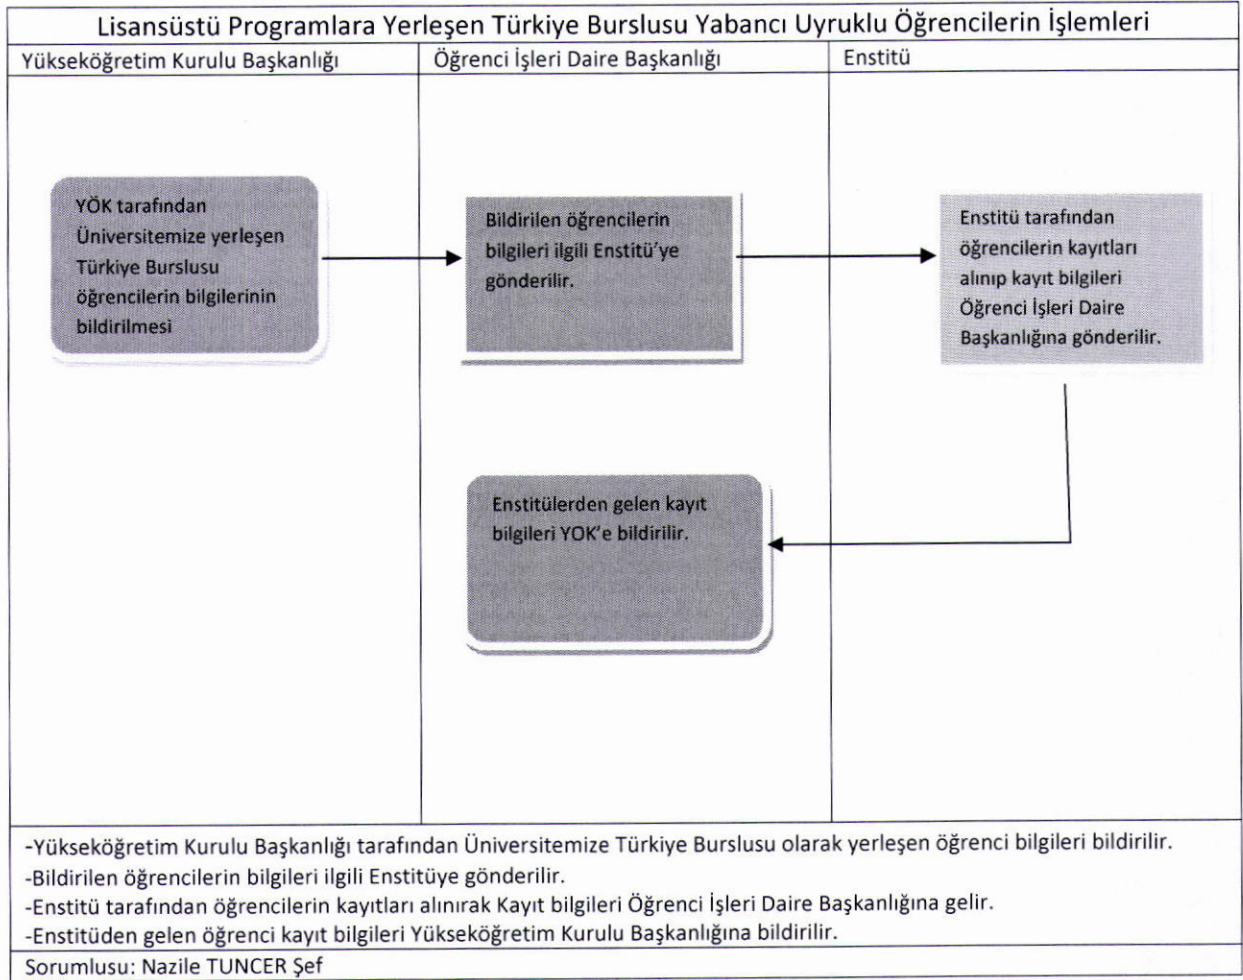 Lisansüstü Programlara Yerleşen Türkiye Burslusu Yabancı Uyruklu Öğrencilerin İşlemleri
Yükseköğretim Kurulu Başkanlığı
Öğrenci İşleri Daire Başkanlığı
Enstitü
YÖK tarafından
Üniversitemize yerleşen
Türkiye Burslusu
öğrencilerin bilgilerinin
bildirilmesi
Bildirilen öğrencilerin
bilgileri ilgili Enstitü'ye
gönderilir.
Enstitü tarafından
öğrencilerin kayıtları
alınıp kayıt bilgileri
Öğrenci İşleri Daire
Başkanlığına gönderilir.
Enstitülerden gelen kayıt
bilgileri YOK'e bildirilir.
-Yükseköğretim Kurulu Başkanlığı tarafından Üniversitemize Türkiye Burslusu olarak yerleşen öğrenci bilgileri bildirilir.
-Bildirilen öğrencilerin bilgileri ilgili Enstitüye gönderilir.
-Enstitü tarafından öğrencilerin kayıtları alınırak Kayıt bilgileri Öğrenci İşleri Daire Başkanlığına gelir.
-Enstitüden gelen öğrenci kayıt bilgileri Yükseköğretim Kurulu Başkanlığına bildirilir.
Sorumlusu: Nazile TUNCER Şef